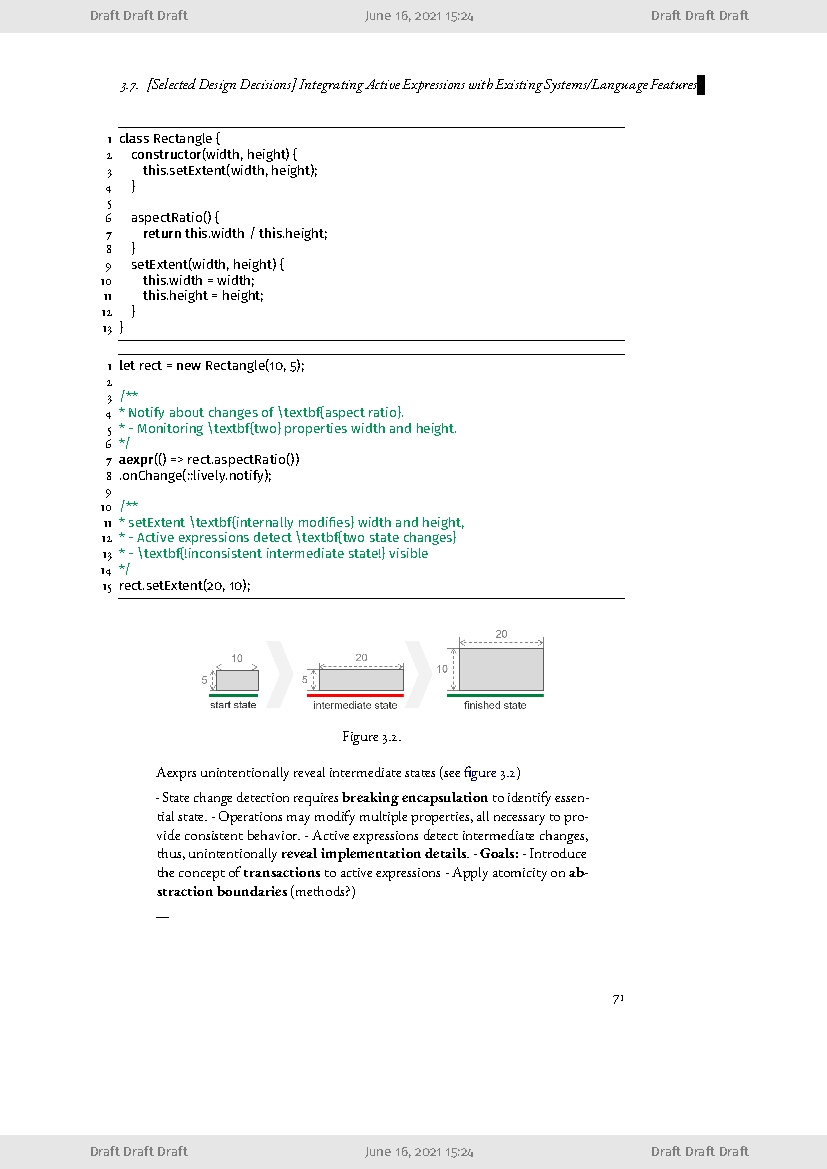 Draft Draft Draft June 16, 2021 15:24 Draft Draft Draft
3.7. [Selected Design Decisions] Integrating Active Expressions with Existing Systems/Language Features
1 class Rectangle {
2 constructor(width, height) {
3 this.setExtent(width, height);
4 }
5
6 aspectRatio() {
7 return this.width / this.height;
8 }
9 setExtent(width, height) {
10 this.width = width;
11 this.height = height;
12 }
13 }
1 let rect = new Rectangle(10, 5);
2
3 /**
4 * Notify about changes of \textbf{aspect ratio}.
5 * - Monitoring \textbf{two} properties width and height.
6 */
7 aexpr(() => rect.aspectRatio())
8 .onChange(::lively.notify);
9
10 /**
11 * setExtent \textbf{internally modifies} width and height,
12 * - Active expressions detect \textbf{two state changes}
13 * - \textbf{!inconsistent intermediate state!} visible
14 */
15 rect.setExtent(20, 10);
10 5 start state
20 5 intermediate state
20 10 finished state
Figure 3.2.
Aexprs unintentionally reveal intermediate states (see figure 3.2)
- State change detection requires breaking encapsulation to identify essen-
tial state. - Operations may modify multiple properties, all necessary to pro-
vide consistent behavior. - Active expressions detect intermediate changes,
thus, unintentionally reveal implementation details. - Goals: - Introduce
the concept of transactions to active expressions - Apply atomicity on ab-
straction boundaries (methods?)
—
71
Draft Draft Draft June 16, 2021 15:24 Draft Draft Draft